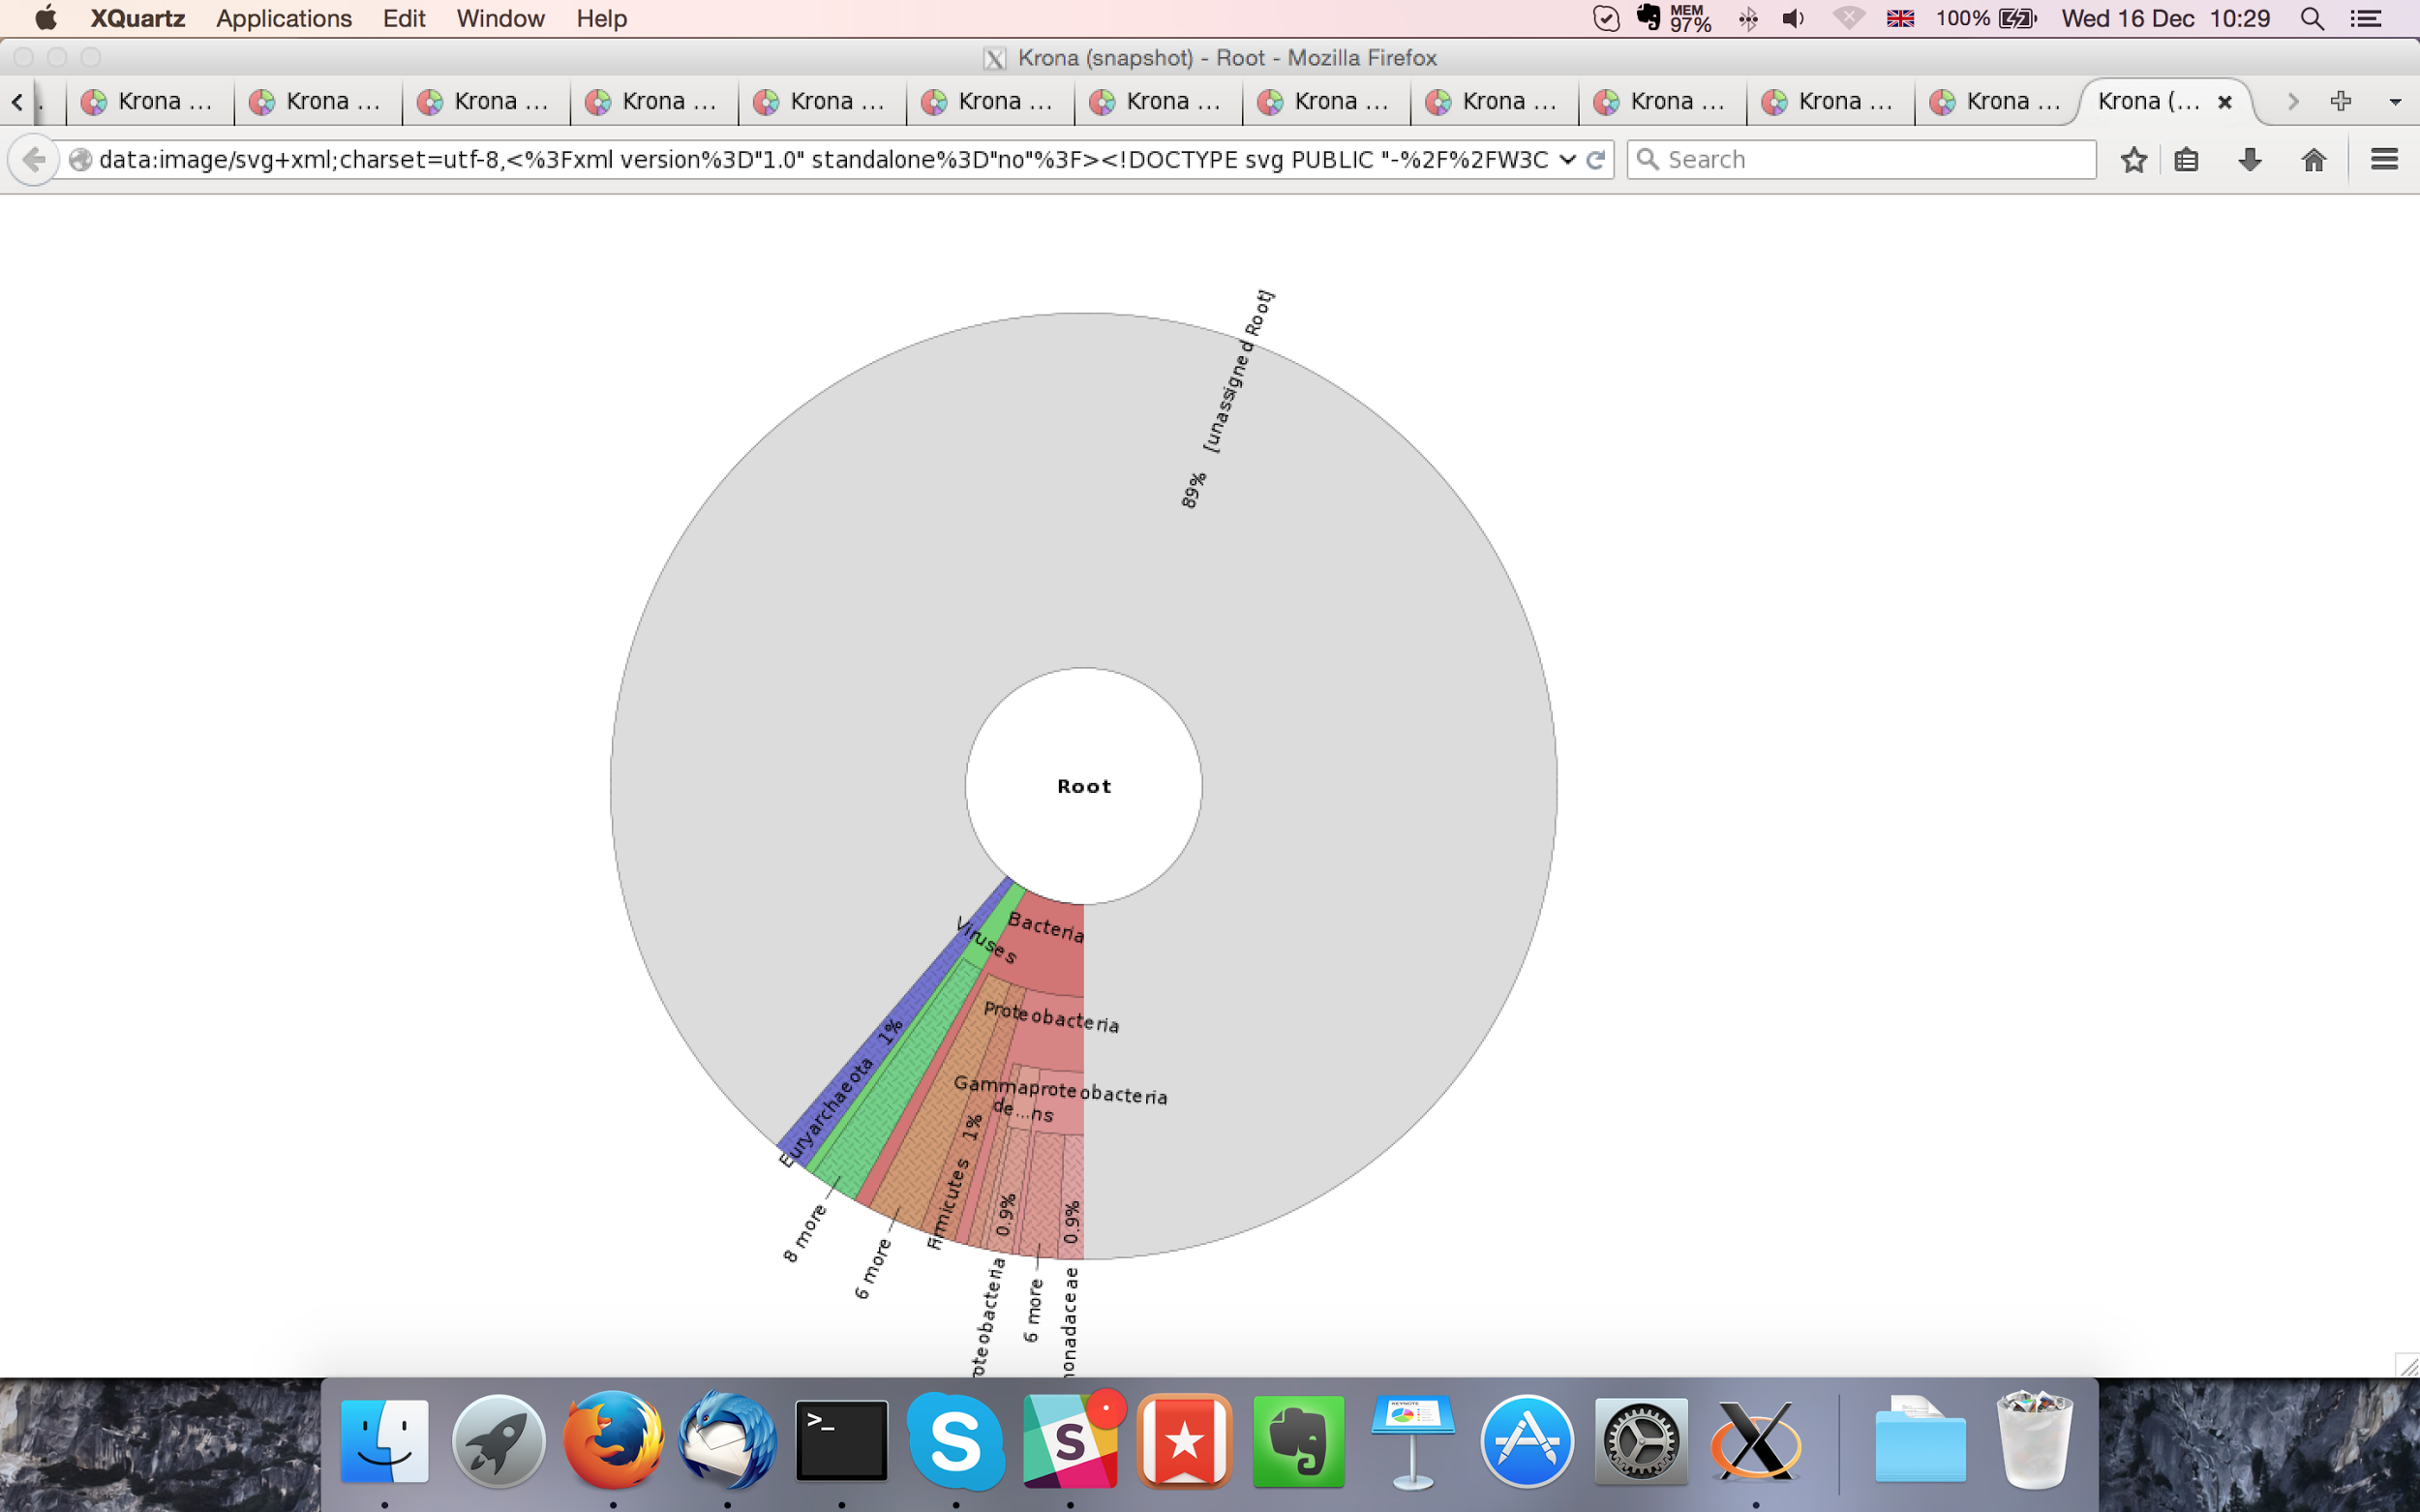 XQuartz Applications Edit Window Help MEM 97% 100% Wed 16 Dec 10:29
Krona (snapshot) - Root - Mozilla Firefox
. Krona ... Krona ... Krona ... Krona ... Krona ... Krona ... Krona ... Krona ... Krona ... Krona ... Krona ... Krona ... Krona (...
data:image/svg+xml;charset=utf-8,<%3Fxml version%3D"1.0" standalone%3D"no"%3F><!DOCTYPE svg PUBLIC "-%2F%2FW3C Search
89% [unassigned Root]
Root
Bacteria
Viruses
Proteobacteria
Gammaproteobacteria
de...ns
Euryarchaeota 1%
Firmicutes 1%
0.9%
0.9%
8 more
6 more
oteobacteria
6 more
onadaceae
>_
S
S
KEYNOTE